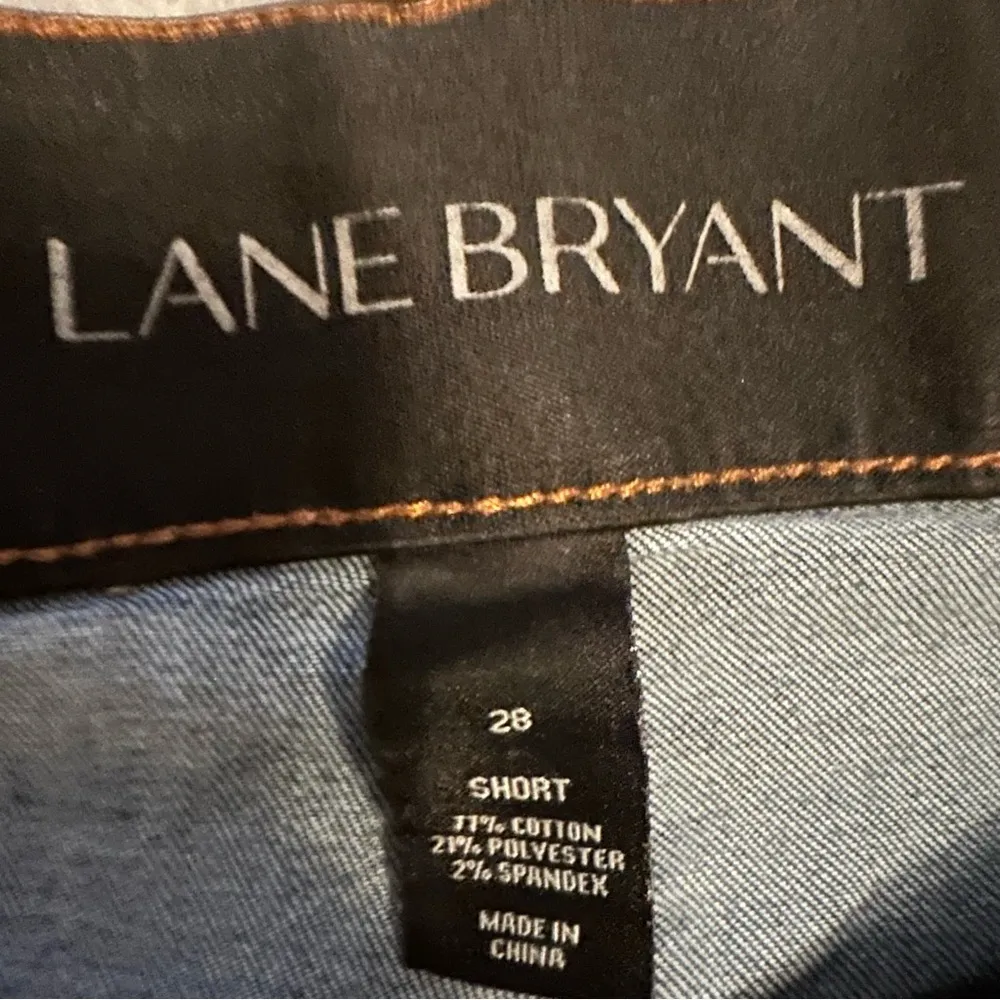 LANE BRYANT
28
SHORT
77% COTTON
21% POLYESTER
2% SPANDEX
MADE IN
CHINA